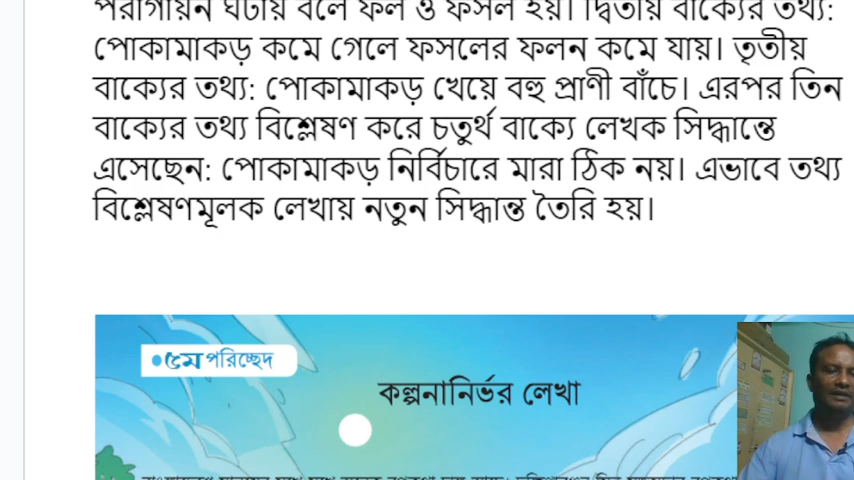 পরাগায়ন ঘটায় বলে ফল ও ফসল হয়। দ্বিতীয় বাক্যের তথ্য:
পোকামাকড় কমে গেলে ফসলের ফলন কমে যায়। তৃতীয়
বাক্যের তথ্য: পোকামাকড় খেয়ে বহু প্রাণী বাঁচে। এরপর তিন
বাক্যের তথ্য বিশ্লেষণ করে চতুর্থ বাক্যে লেখক সিদ্ধান্তে
এসেছেন: পোকামাকড় নির্বিচারে মারা ঠিক নয়। এভাবে তথ্য
বিশ্লেষণমূলক লেখায় নতুন সিদ্ধান্ত তৈরি হয়।
৫ম পরিচ্ছেদ
কল্পনানির্ভর লেখা